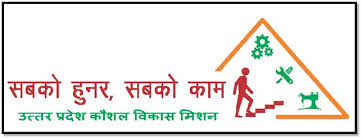 सबको हुनर, सबको काम
उत्तर प्रदेश कौशल विकास मिशन